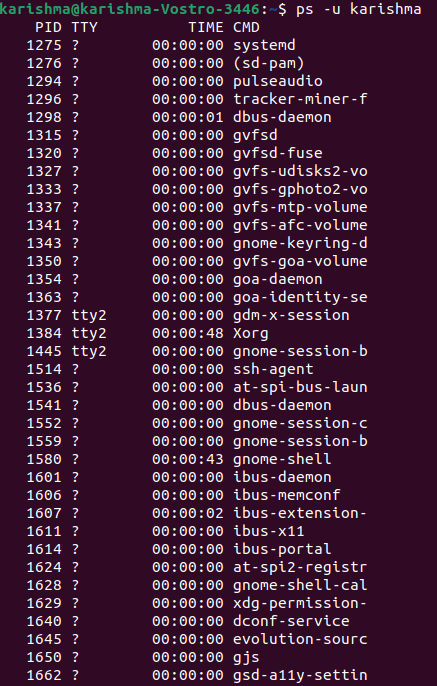 karishma@karishma-Vostro-3446:~$ ps -u karishma
    PID TTY          TIME CMD
   1275 ?        00:00:00 systemd
   1276 ?        00:00:00 (sd-pam)
   1294 ?        00:00:00 pulseaudio
   1296 ?        00:00:00 tracker-miner-f
   1298 ?        00:00:01 dbus-daemon
   1315 ?        00:00:00 gvfsd
   1320 ?        00:00:00 gvfsd-fuse
   1327 ?        00:00:00 gvfs-udisks2-vo
   1333 ?        00:00:00 gvfs-gphoto2-vo
   1337 ?        00:00:00 gvfs-mtp-volume
   1341 ?        00:00:00 gvfs-afc-volume
   1343 ?        00:00:00 gnome-keyring-d
   1350 ?        00:00:00 gvfs-goa-volume
   1354 ?        00:00:00 goa-daemon
   1363 ?        00:00:00 goa-identity-se
   1377 tty2     00:00:00 gdm-x-session
   1384 tty2     00:00:48 Xorg
   1445 tty2     00:00:00 gnome-session-b
   1514 ?        00:00:00 ssh-agent
   1536 ?        00:00:00 at-spi-bus-laun
   1541 ?        00:00:00 dbus-daemon
   1552 ?        00:00:00 gnome-session-c
   1559 ?        00:00:00 gnome-session-b
   1580 ?        00:00:43 gnome-shell
   1601 ?        00:00:00 ibus-daemon
   1606 ?        00:00:00 ibus-memconf
   1607 ?        00:00:02 ibus-extension-
   1611 ?        00:00:00 ibus-x11
   1614 ?        00:00:00 ibus-portal
   1624 ?        00:00:00 at-spi2-registr
   1628 ?        00:00:00 gnome-shell-cal
   1629 ?        00:00:00 xdg-permission-
   1640 ?        00:00:00 dconf-service
   1645 ?        00:00:00 evolution-sourc
   1650 ?        00:00:00 gjs
   1662 ?        00:00:00 gsd-a11y-settin